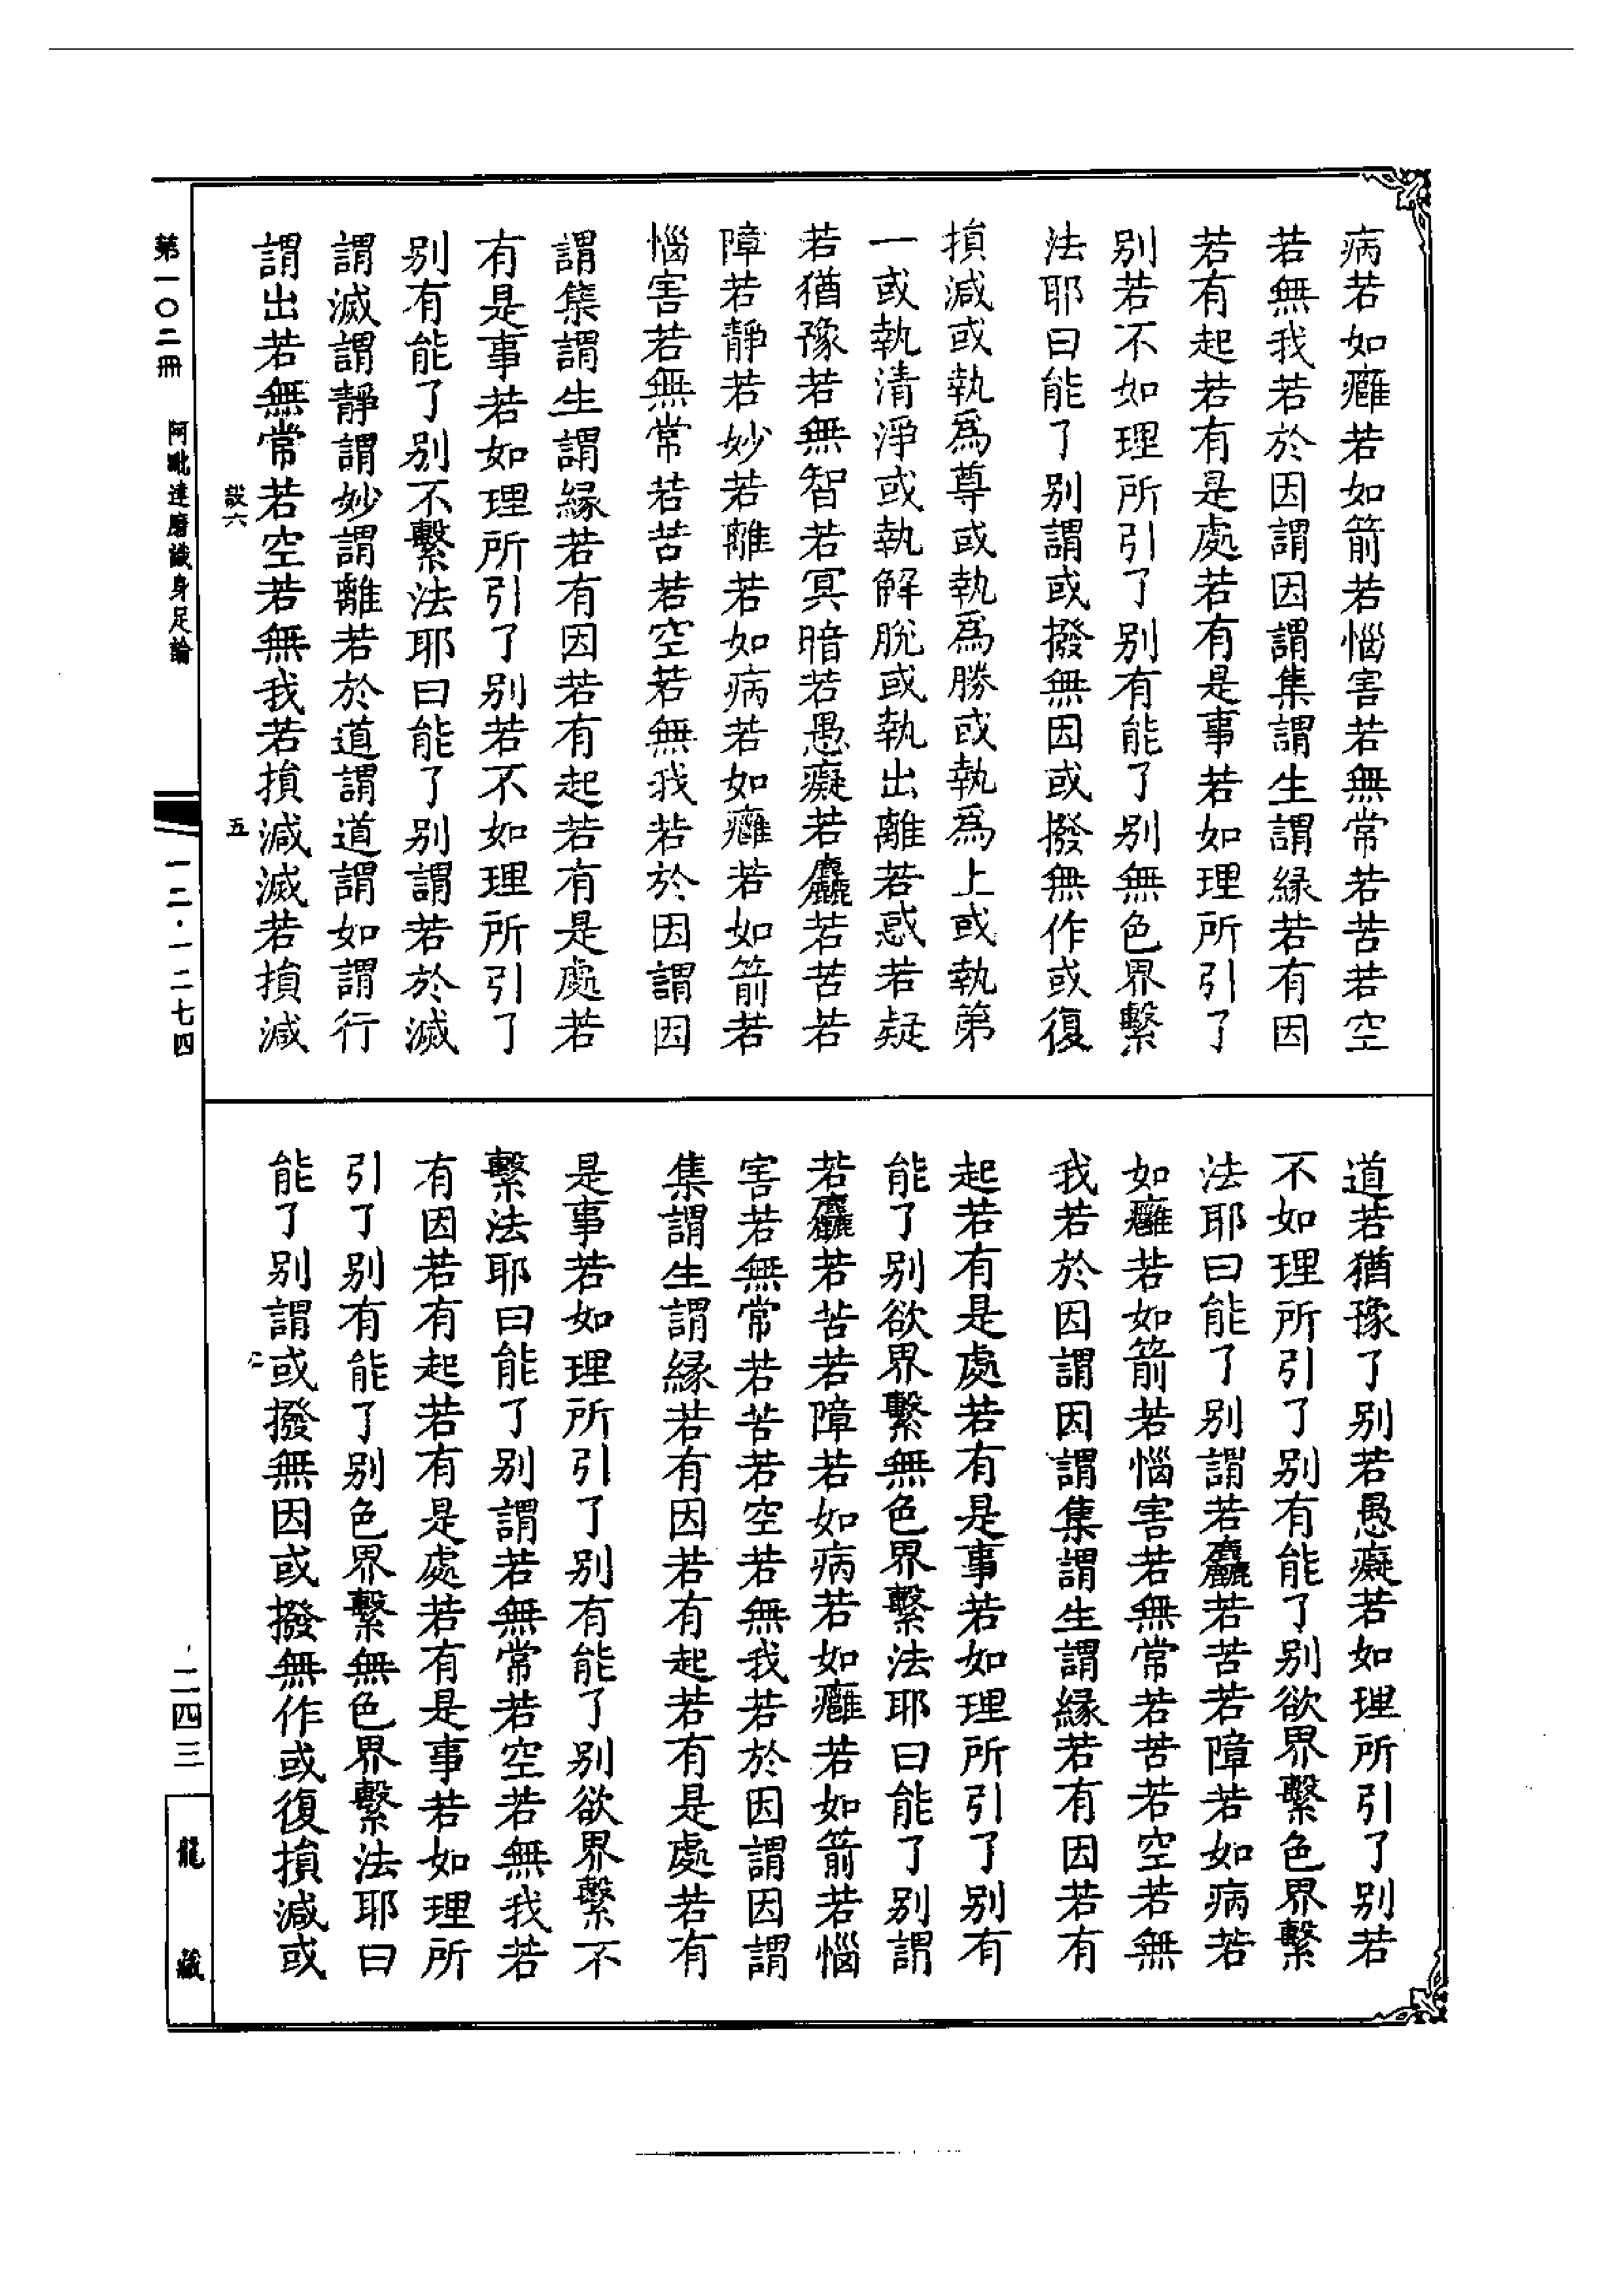 病若如癰若如箭若惱害若無常若苦若空
若無我若於因謂因謂集謂生謂緣若有因
若有起若有是處若有是事若如理所引了
別若不如理所引了別有能了別無色界繫
法耶曰能了別謂或撥無因或撥無作或復
損減或執為尊或執為勝或執為上或執第
一或執清淨或執解脫或執出離若惑若疑
若猶豫若無智若冥暗若愚癡若麤若苦若
障若靜若妙若離若如病若如癰若如箭若
惱害若無常若苦若空若無我若於因謂因
謂集謂生謂緣若有因若有起若有是處若
有是事若如理所引了別若不如理所引了
別有能了別不繫法耶曰能了別謂若於滅
謂滅謂靜謂妙謂離若於道謂道謂如謂行
謂出若無常若空若無我若損減滅若損減
設六 五
道若猶豫了別若愚癡若如理所引了別若
不如理所引了別有能了別欲界繫色界繫
法耶曰能了別謂若麤若苦若障若如病若
如癰若如箭若惱害若無常若苦若空若無
我若於因謂因謂集謂生謂緣若有因若有
起若有是處若有是事若如理所引了別有
能了別欲界繫無色界繫法耶曰能了別謂
若麤若苦若障若如病若如癰若如箭若惱
害若無常若苦若空若無我若於因謂因謂
集謂生謂緣若有因若有起若有是處若有
是事若如理所引了別有能了別欲界繫不
繫法耶曰能了別謂若無常若空若無我若
有因若有起若有是處若有是事若如理所
引了別有能了別色界繫無色界繫法耶曰
能了別謂或撥無因或撥無作或復損減或
第一〇二冊 阿毗達磨識身足論 一二·一二七四
二四三
龍藏